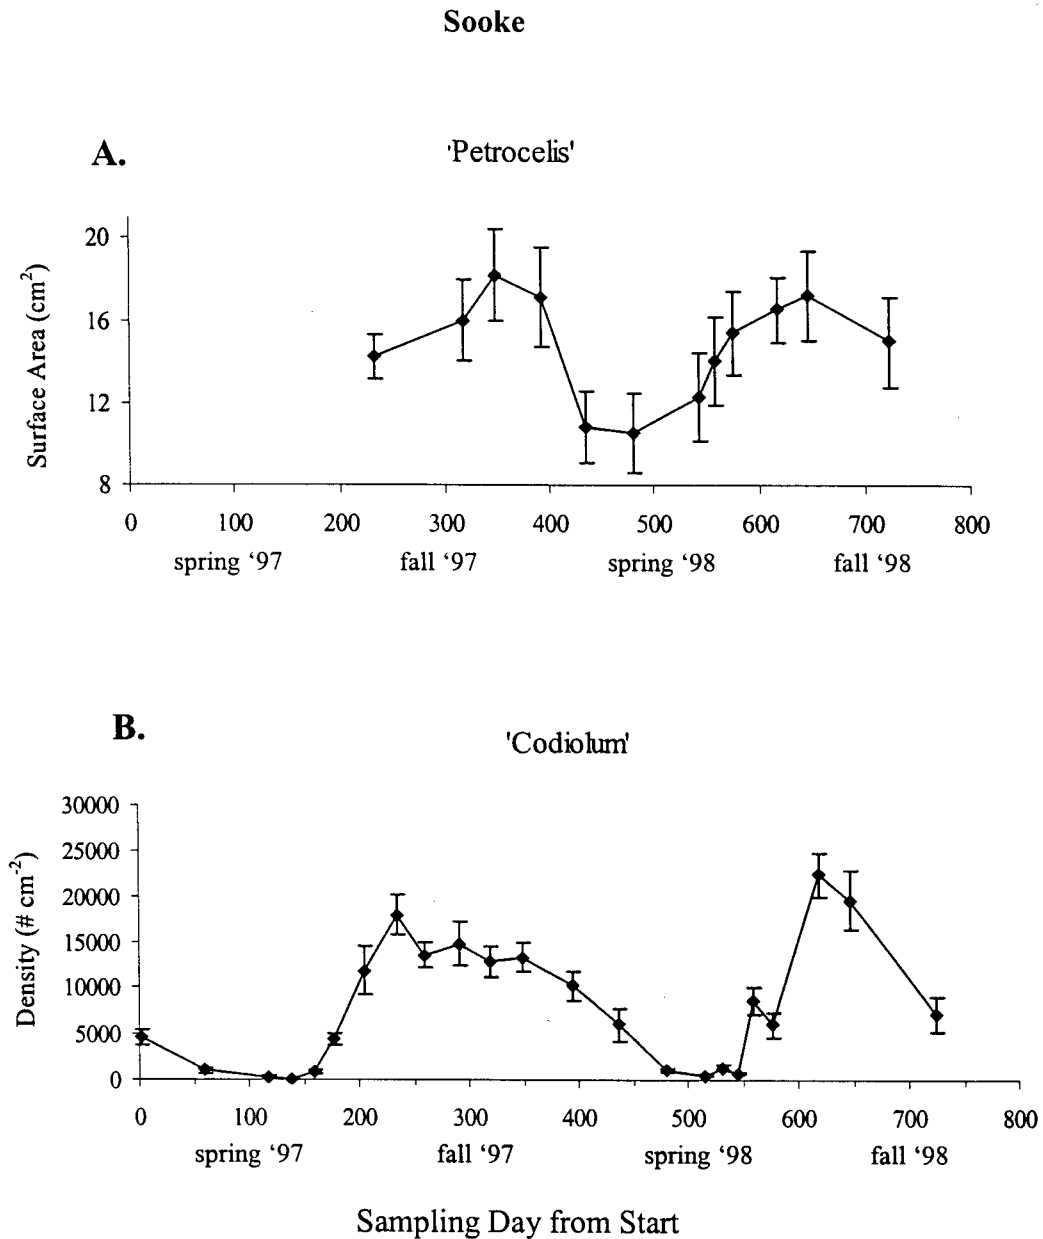 Sooke
A.
'Petrocelis'
Surface Area (cm²)
20
16
12
8
0 100 200 300 400 500 600 700 800
spring ‘97 fall ‘97 spring ‘98 fall ‘98
B.
'Codiolum'
Density (# cm⁻²)
30000
25000
20000
15000
10000
5000
0
0 100 200 300 400 500 600 700 800
spring ‘97 fall ‘97 spring ‘98 fall ‘98
Sampling Day from Start